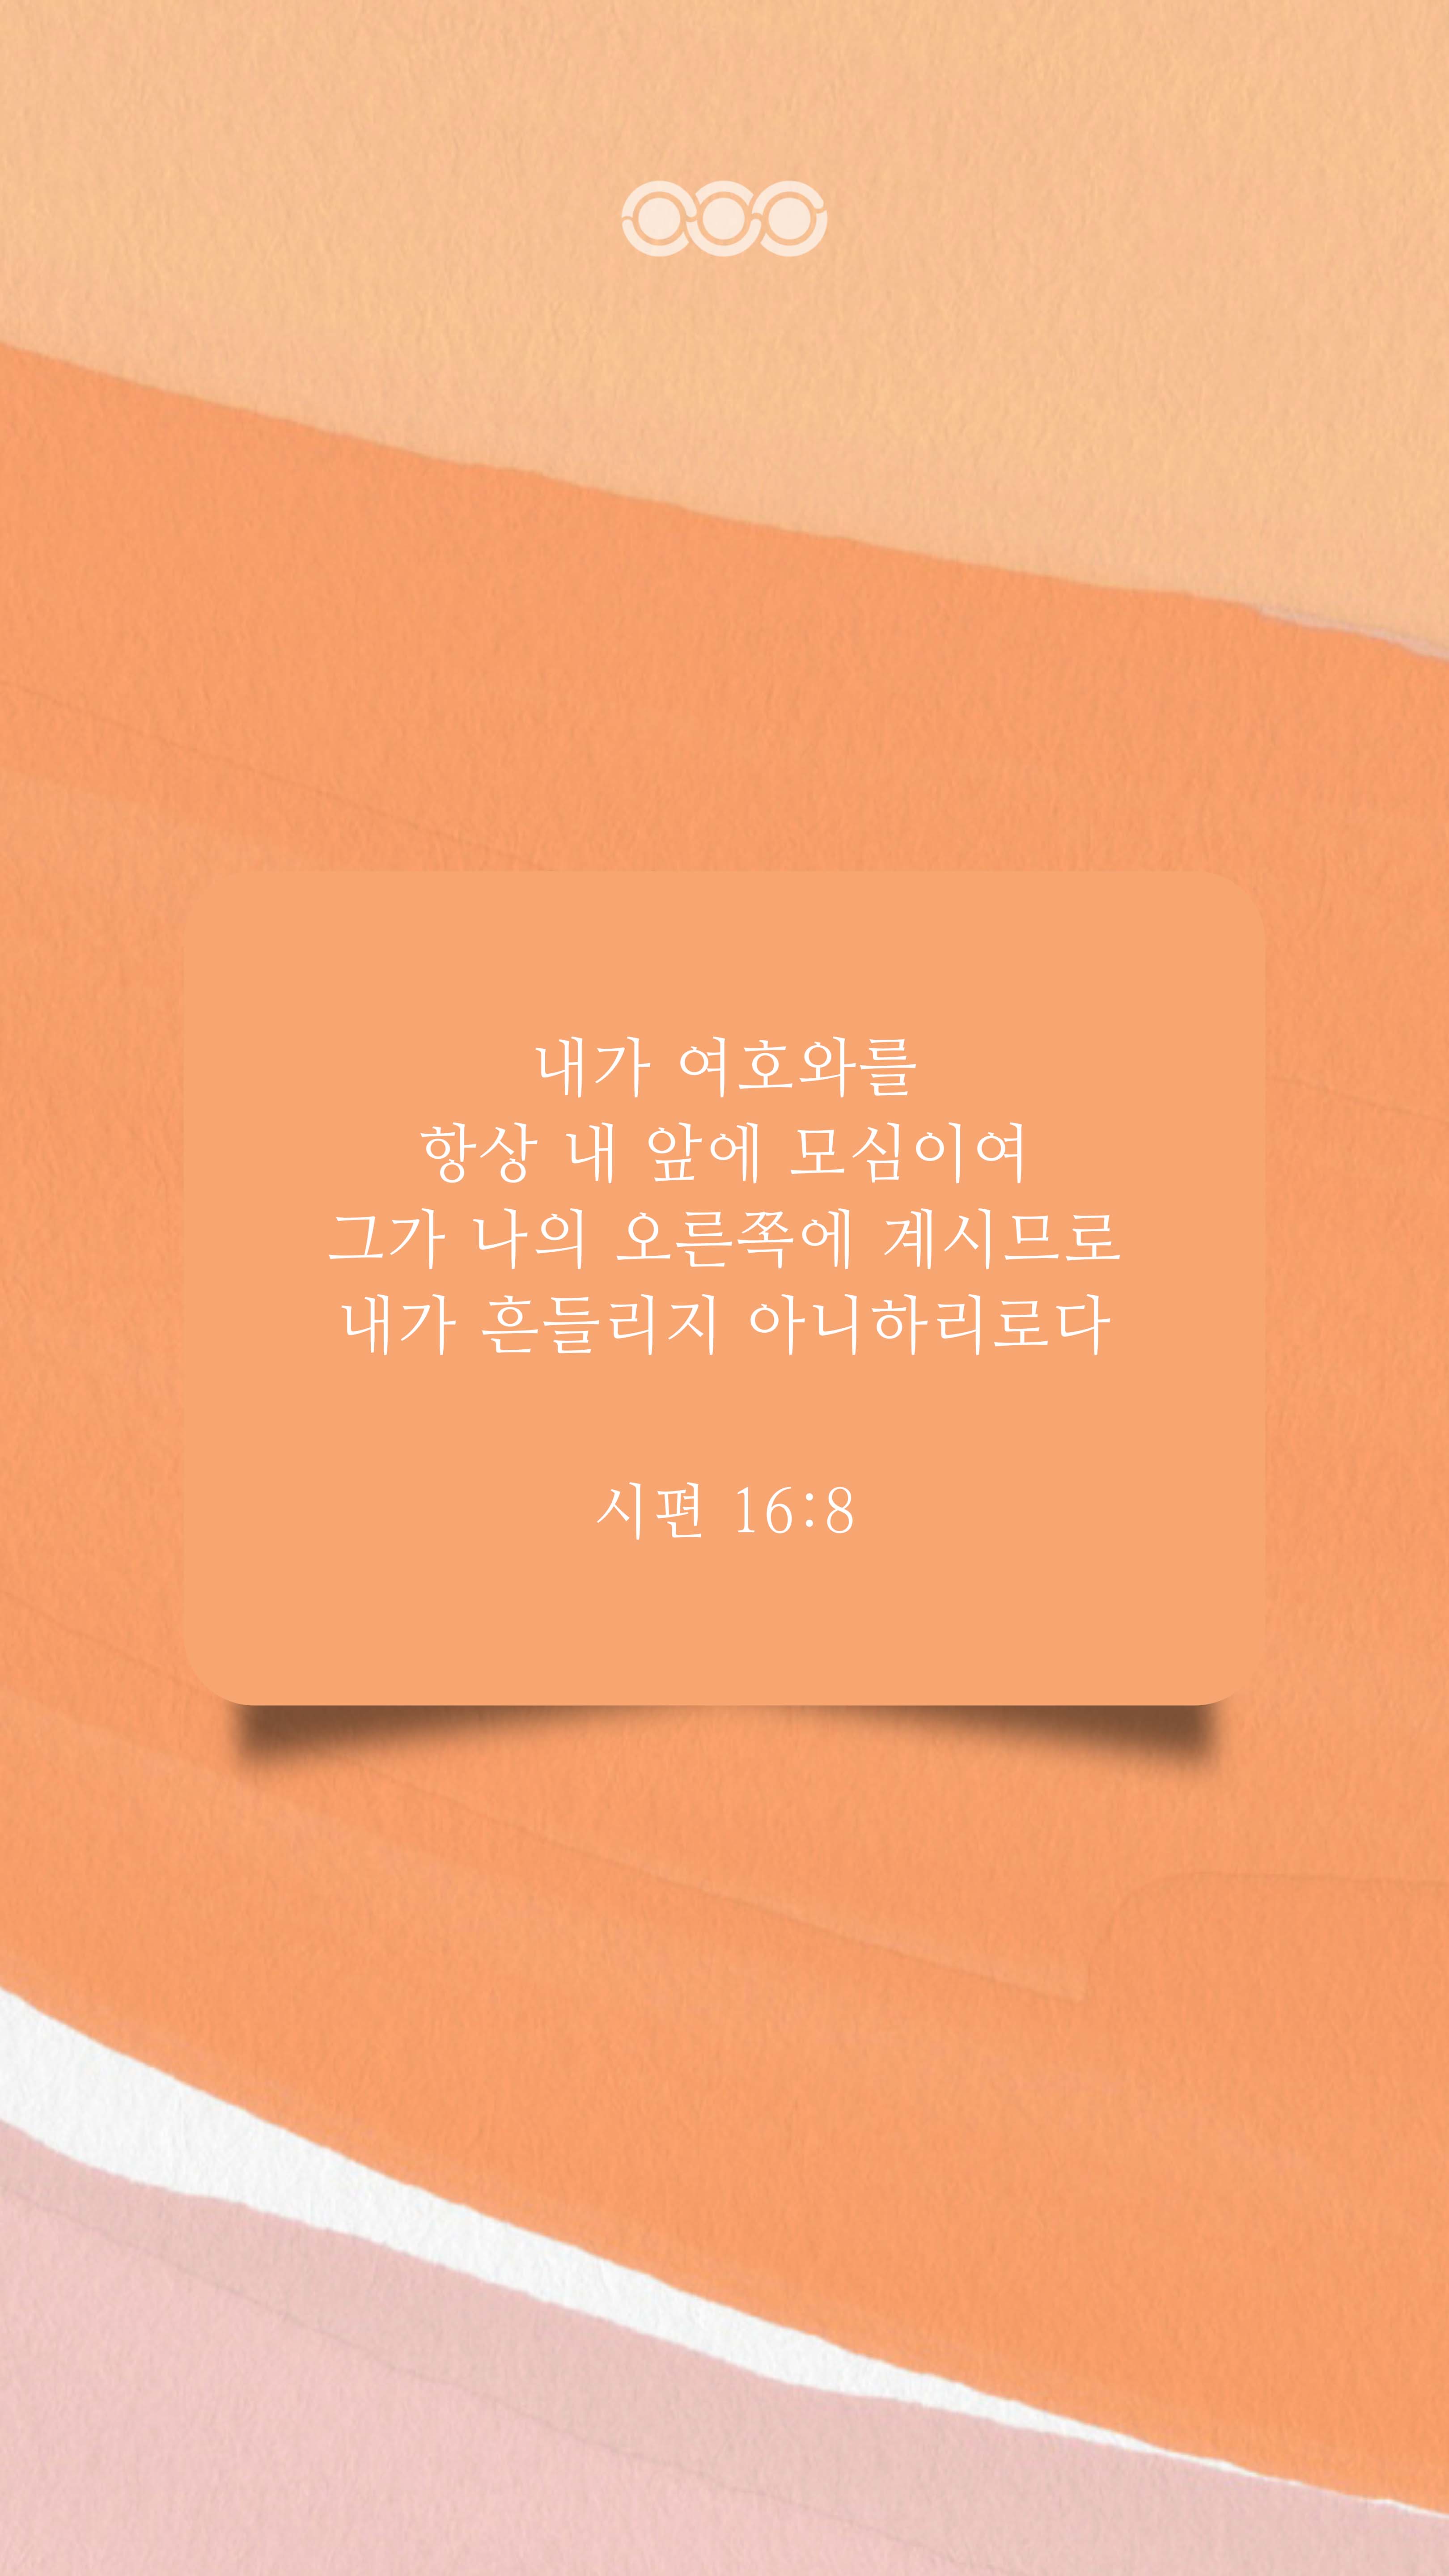 내가 여호와를
항상 내 앞에 모심이여
그가 나의 오른쪽에 계시므로
내가 흔들리지 아니하리로다
시편 16:8